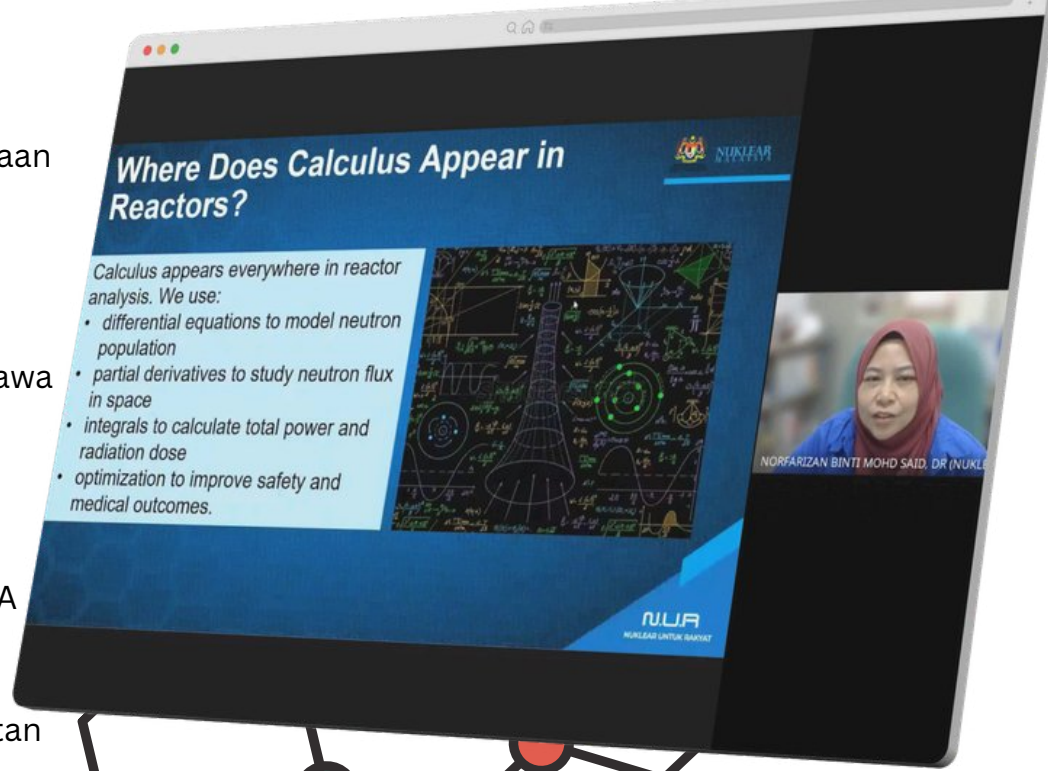 aan
awa
A
tan
Where Does Calculus Appear in
Reactors?
NUKLEAR
MALAYSIA
Calculus appears everywhere in reactor
analysis. We use:
• differential equations to model neutron
population
• partial derivatives to study neutron flux
in space
• integrals to calculate total power and
radiation dose
• optimization to improve safety and
medical outcomes.
N.U.R
NUKLEAR UNTUK RAKYAT
NORFARIZAN BINTI MOHD SAID, DR (NUKLE